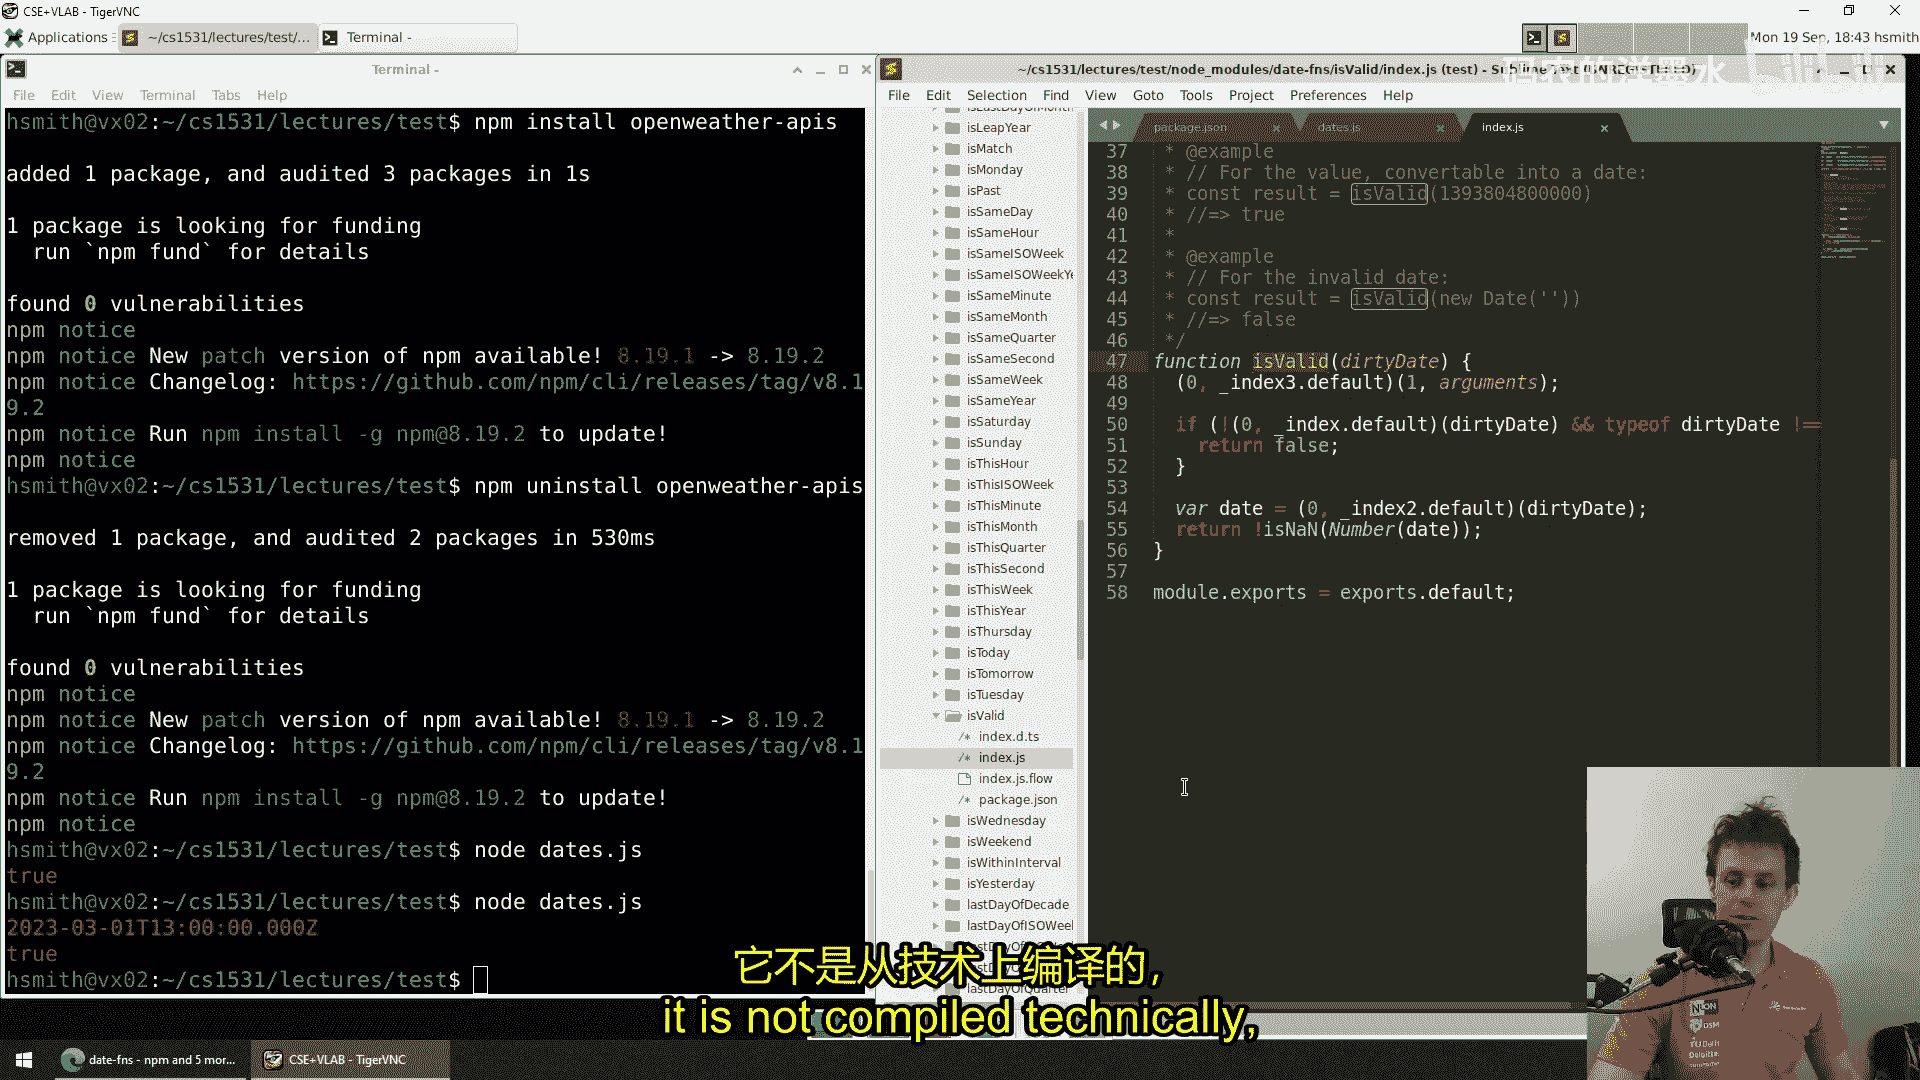 CSE+VLAB - TigerVNC
Applications
~/cs1531/lectures/test/...
Terminal -
Mon 19 Sep, 18:43 hsmith
Terminal -
File Edit View Terminal Tabs Help
hsmith@vx02:~/cs1531/lectures/test$ npm install openweather-apis
added 1 package, and audited 3 packages in 1s
1 package is looking for funding
run `npm fund` for details
found 0 vulnerabilities
npm notice
npm notice New patch version of npm available! 8.19.1 -> 8.19.2
npm notice Changelog: https://github.com/npm/cli/releases/tag/v8.1
9.2
npm notice Run npm install -g npm@8.19.2 to update!
npm notice
hsmith@vx02:~/cs1531/lectures/test$ npm uninstall openweather-apis
removed 1 package, and audited 2 packages in 530ms
1 package is looking for funding
run `npm fund` for details
found 0 vulnerabilities
npm notice
npm notice New patch version of npm available! 8.19.1 -> 8.19.2
npm notice Changelog: https://github.com/npm/cli/releases/tag/v8.1
9.2
npm notice Run npm install -g npm@8.19.2 to update!
npm notice
hsmith@vx02:~/cs1531/lectures/test$ node dates.js
true
hsmith@vx02:~/cs1531/lectures/test$ node dates.js
2023-03-01T13:00:00.000Z
true
hsmith@vx02:~/cs1531/lectures/test$
~/cs1531/lectures/test/node_modules/date-fns/isValid/index.js (test) - Sublime Text (UNREGISTERED)
码农的洋墨水
bilibili
File Edit Selection Find View Goto Tools Project Preferences Help
isLastDayOfMonth
isLeapYear
isMatch
isMonday
isPast
isSameDay
isSameHour
isSameISOWeek
isSameISOWeekYe
isSameMinute
isSameMonth
isSameQuarter
isSameSecond
isSameWeek
isSameYear
isSaturday
isSunday
isThisHour
isThisISOWeek
isThisMinute
isThisMonth
isThisQuarter
isThisSecond
isThisWeek
isThisYear
isThursday
isToday
isTomorrow
isTuesday
isValid
/* index.d.ts
/* index.js
index.js.flow
/* package.json
isWednesday
isWeekend
isWithinInterval
isYesterday
lastDayOfDecade
lastDayOfISOWeek
lastDayOfQuarter
package.json × dates.js × index.js ×
37 * @example
38 * // For the value, convertable into a date:
39 * const result = isValid(1393804800000)
40 * //=> true
41 *
42 * @example
43 * // For the invalid date:
44 * const result = isValid(new Date(''))
45 * //=> false
46 */
47 function isValid(dirtyDate) {
48 (0, _index3.default)(1, arguments);
49
50 if (!(0, _index.default)(dirtyDate) && typeof dirtyDate !==
51 return false;
52 }
53
54 var date = (0, _index2.default)(dirtyDate);
55 return !isNaN(Number(date));
56 }
57
58 module.exports = exports.default;
它不是从技术上编译的,
it is not compiled technically,
date-fns - npm and 5 mor...
CSE+VLAB - TigerVNC